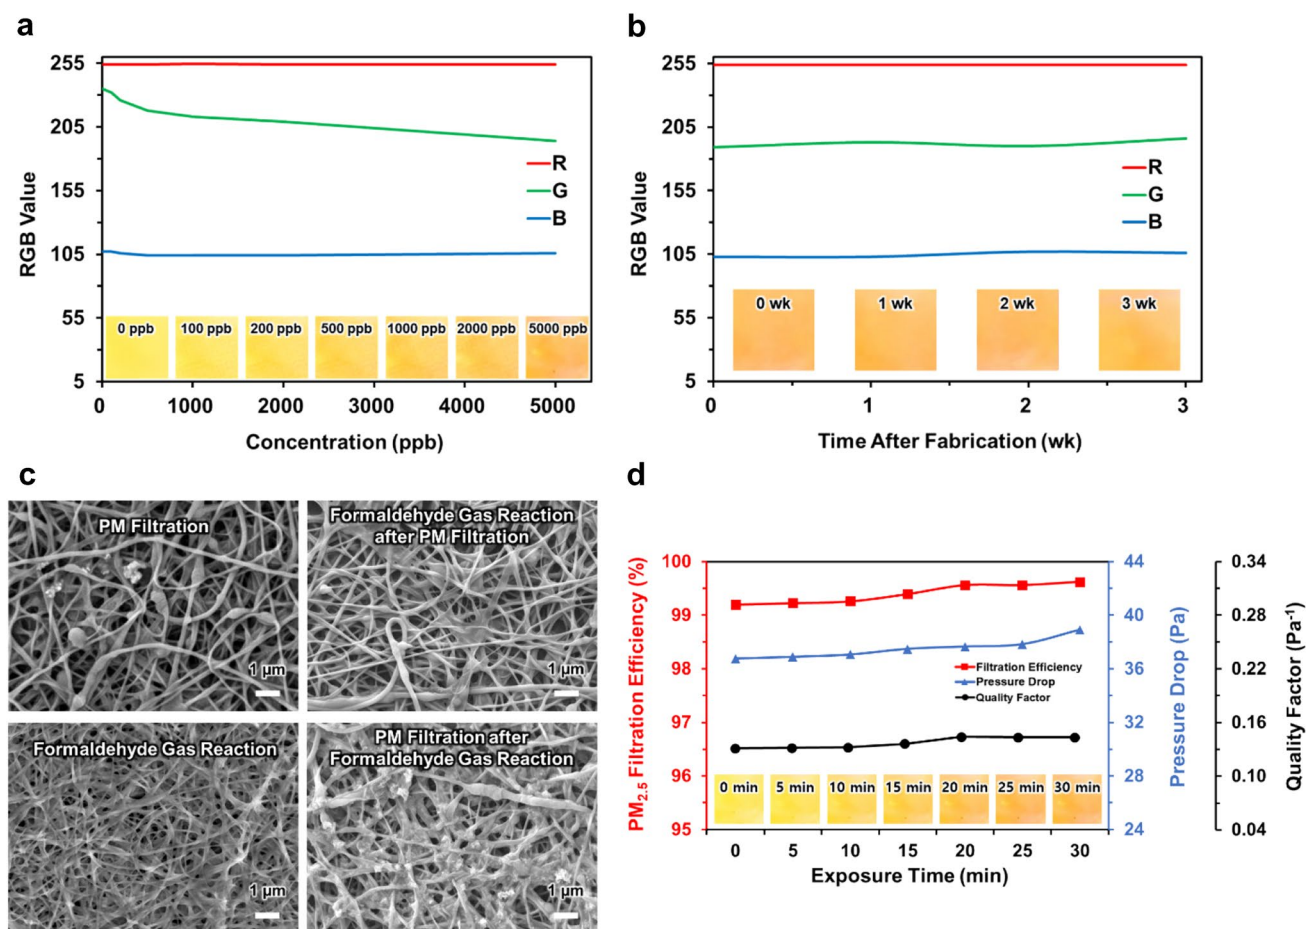 a
255
205
155
105
55
5
RGB Value
R
G
B
0 ppb 100 ppb 200 ppb 500 ppb 1000 ppb 2000 ppb 5000 ppb
0 1000 2000 3000 4000 5000
Concentration (ppb)
b
255
205
155
105
55
5
RGB Value
R
G
B
0 wk 1 wk 2 wk 3 wk
0 1 2 3
Time After Fabrication (wk)
c
PM Filtration
1 µm
Formaldehyde Gas Reaction
after PM Filtration
1 µm
Formaldehyde Gas Reaction
1 µm
PM Filtration after
Formaldehyde Gas Reaction
1 µm
d
PM2.5 Filtration Efficiency (%)
100
99
98
97
96
95
Filtration Efficiency
Pressure Drop
Quality Factor
0 min 5 min 10 min 15 min 20 min 25 min 30 min
0 5 10 15 20 25 30
Exposure Time (min)
44
40
36
32
28
24
Pressure Drop (Pa)
0.34
0.28
0.22
0.16
0.10
0.04
Quality Factor (Pa-1)